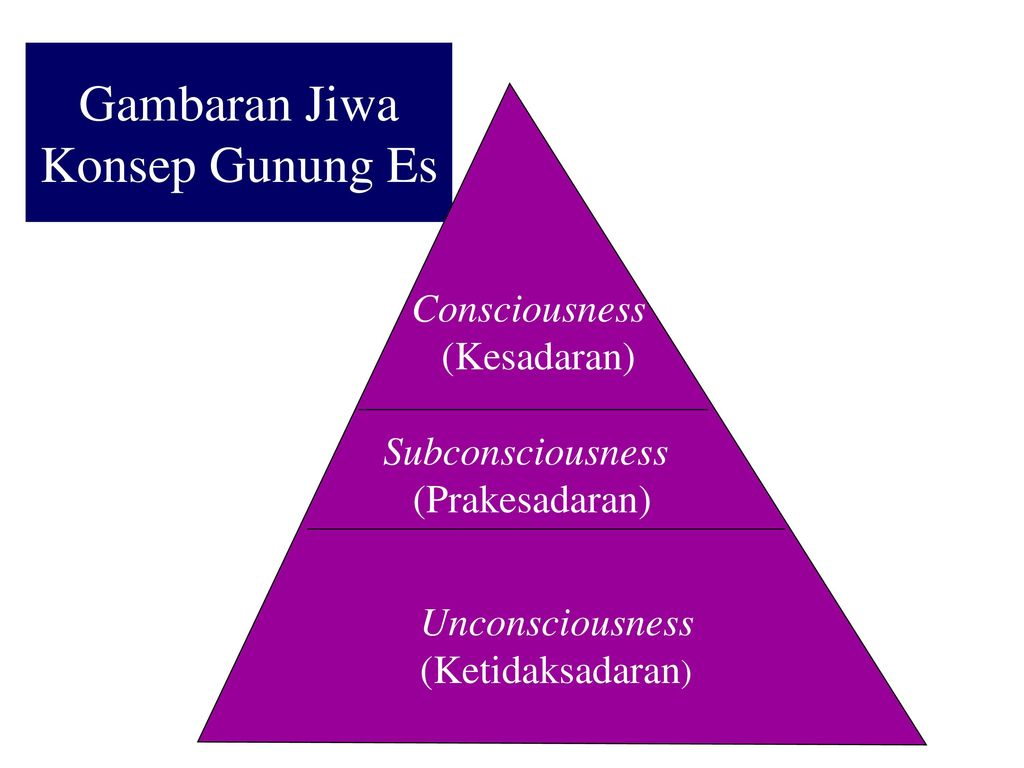 Gambaran Jiwa
Konsep Gunung Es
Consciousness
(Kesadaran)
Subconsciousness
(Prakesadaran)
Unconsciousness
(Ketidaksadaran)